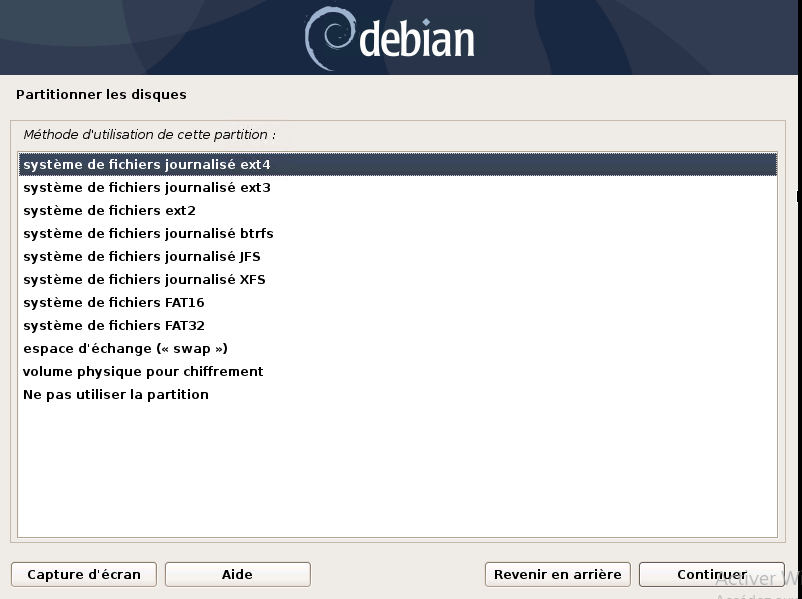 debian
Partitionner les disques
Méthode d'utilisation de cette partition :
système de fichiers journalisé ext4
système de fichiers journalisé ext3
système de fichiers ext2
système de fichiers journalisé btrfs
système de fichiers journalisé JFS
système de fichiers journalisé XFS
système de fichiers FAT16
système de fichiers FAT32
espace d'échange (« swap »)
volume physique pour chiffrement
Ne pas utiliser la partition
Capture d'écran Aide Revenir en arrière Continuer
Activer W